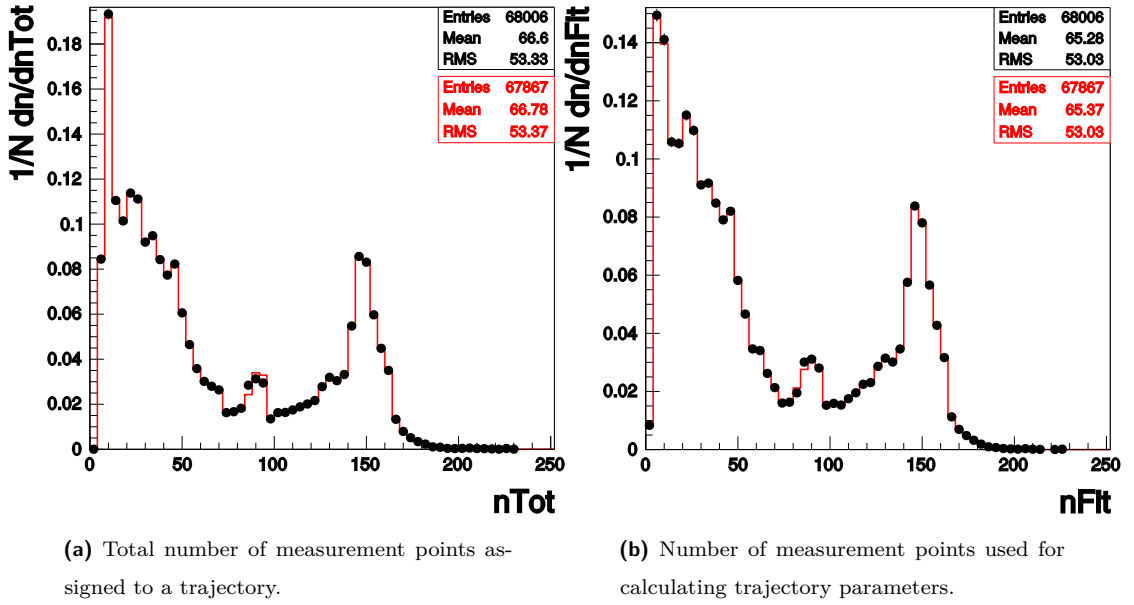 1/N dn/dnTot
0.18
0.16
0.14
0.12
0.1
0.08
0.06
0.04
0.02
0
0 50 100 150 200 250
nTot
Entries 68006
Mean 66.6
RMS 53.33
Entries 67867
Mean 66.78
RMS 53.37
(a) Total number of measurement points as-
signed to a trajectory.
1/N dn/dnFlt
0.14
0.12
0.1
0.08
0.06
0.04
0.02
0
0 50 100 150 200 250
nFlt
Entries 68006
Mean 65.28
RMS 53.03
Entries 67867
Mean 65.37
RMS 53.03
(b) Number of measurement points used for
calculating trajectory parameters.